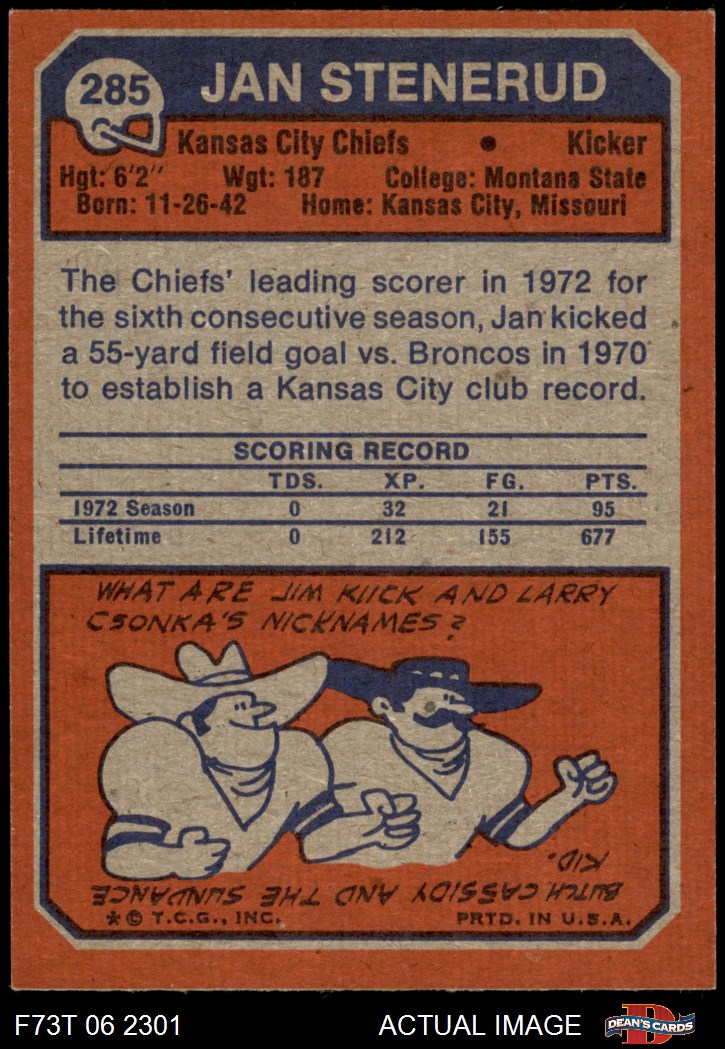 285
JAN STENERUD
Kansas City Chiefs • Kicker
Hgt: 6'2" Wgt: 187 College: Montana State
Born: 11-26-42 Home: Kansas City, Missouri
The Chiefs' leading scorer in 1972 for
the sixth consecutive season, Jan kicked
a 55-yard field goal vs. Broncos in 1970
to establish a Kansas City club record.
SCORING RECORD
TDS. XP. FG. PTS.
1972 Season 0 32 21 95
Lifetime 0 212 155 677
WHAT ARE JIM KIICK AND LARRY
CSONKA'S NICKNAMES?
BUTCH CASSIDY AND THE SUNDANCE
KID.
* © T.C.G., INC. PRTD. IN U.S.A.
F73T 06 2301 ACTUAL IMAGE
D
DEAN'S CARDS